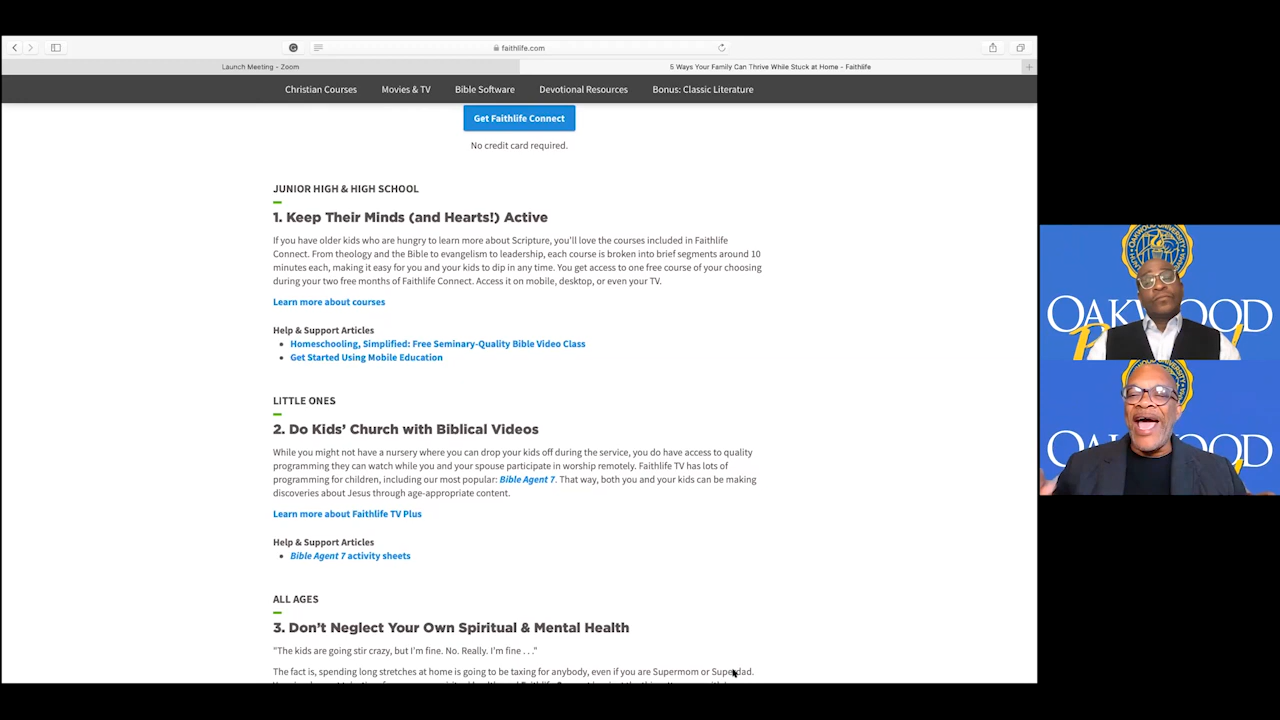 faithlife.com
Launch Meeting - Zoom
5 Ways Your Family Can Thrive While Stuck at Home - Faithlife
Christian Courses
Movies & TV
Bible Software
Devotional Resources
Bonus: Classic Literature
Get Faithlife Connect
No credit card required.
JUNIOR HIGH & HIGH SCHOOL
1. Keep Their Minds (and Hearts!) Active
If you have older kids who are hungry to learn more about Scripture, you'll love the courses included in Faithlife
Connect. From theology and the Bible to evangelism to leadership, each course is broken into brief segments around 10
minutes each, making it easy for you and your kids to dip in any time. You get access to one free course of your choosing
during your two free months of Faithlife Connect. Access it on mobile, desktop, or even your TV.
Learn more about courses
Help & Support Articles
• Homeschooling, Simplified: Free Seminary-Quality Bible Video Class
• Get Started Using Mobile Education
LITTLE ONES
2. Do Kids' Church with Biblical Videos
While you might not have a nursery where you can drop your kids off during the service, you do have access to quality
programming they can watch while you and your spouse participate in worship remotely. Faithlife TV has lots of
programming for children, including our most popular: Bible Agent 7. That way, both you and your kids can be making
discoveries about Jesus through age-appropriate content.
Learn more about Faithlife TV Plus
Help & Support Articles
• Bible Agent 7 activity sheets
ALL AGES
3. Don't Neglect Your Own Spiritual & Mental Health
"The kids are going stir crazy, but I'm fine. No. Really. I'm fine . . ."
The fact is, spending long stretches at home is going to be taxing for anybody, even if you are Supermom or Superdad.
OAKWOOD